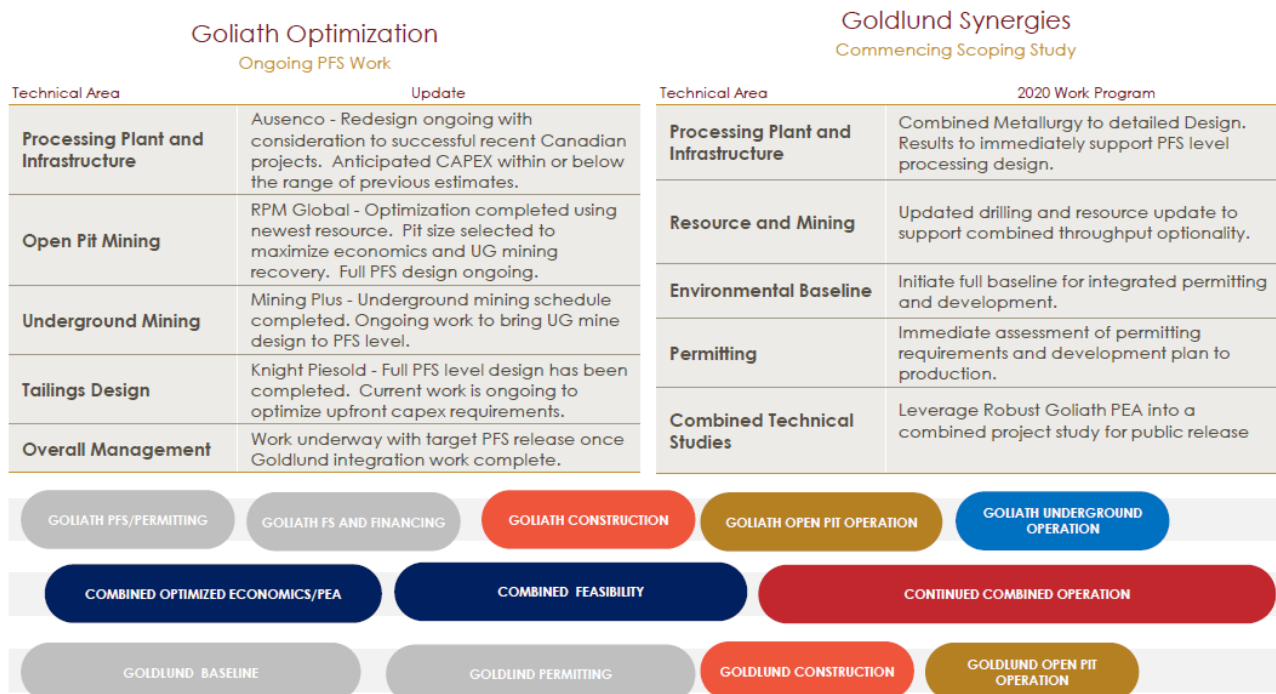 Goliath Optimization
Ongoing PFS Work
Technical Area
Update
Processing Plant and
Infrastructure
Ausenco - Redesign ongoing with
consideration to successful recent Canadian
projects. Anticipated CAPEX within or below
the range of previous estimates.
Open Pit Mining
RPM Global - Optimization completed using
newest resource. Pit size selected to
maximize economics and UG mining
recovery. Full PFS design ongoing.
Underground Mining
Mining Plus - Underground mining schedule
completed. Ongoing work to bring UG mine
design to PFS level.
Tailings Design
Knight Piesold - Full PFS level design has been
completed. Current work is ongoing to
optimize upfront capex requirements.
Overall Management
Work underway with target PFS release once
Goldlund integration work complete.
Goldlund Synergies
Commencing Scoping Study
Technical Area
2020 Work Program
Processing Plant and
Infrastructure
Combined Metallurgy to detailed Design.
Results to immediately support PFS level
processing design.
Resource and Mining
Updated drilling and resource update to
support combined throughput optionality.
Environmental Baseline
Initiate full baseline for integrated permitting
and development.
Permitting
Immediate assessment of permitting
requirements and development plan to
production.
Combined Technical
Studies
Leverage Robust Goliath PEA into a
combined project study for public release
GOLIATH PFS/PERMITTING
GOLIATH FS AND FINANCING
GOLIATH CONSTRUCTION
GOLIATH OPEN PIT OPERATION
GOLIATH UNDERGROUND
OPERATION
COMBINED OPTIMIZED ECONOMICS/PEA
COMBINED FEASIBILITY
CONTINUED COMBINED OPERATION
GOLDLUND BASELINE
GOLDLIND PERMITTING
GOLDLUND CONSTRUCTION
GOLDLUND OPEN PIT
OPERATION